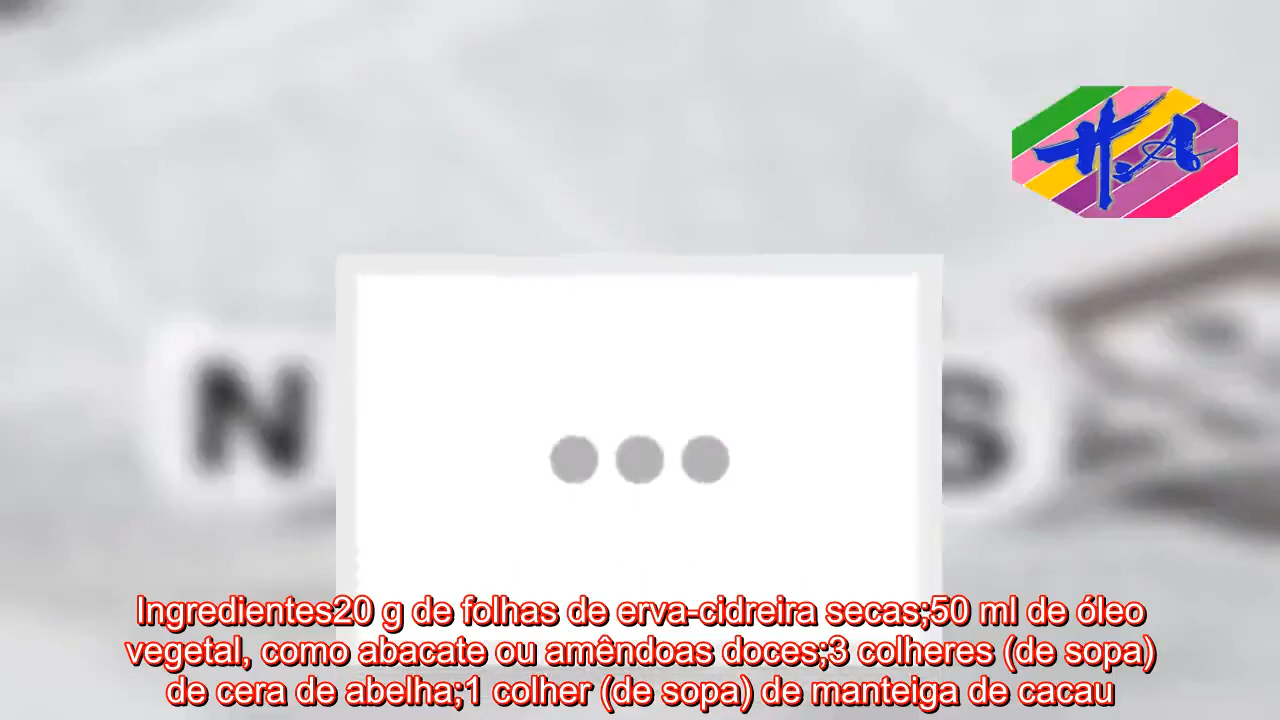 H.A
N
S
Ingredientes20 g de folhas de erva-cidreira secas;50 ml de óleo
vegetal, como abacate ou amêndoas doces;3 colheres (de sopa)
de cera de abelha;1 colher (de sopa) de manteiga de cacau